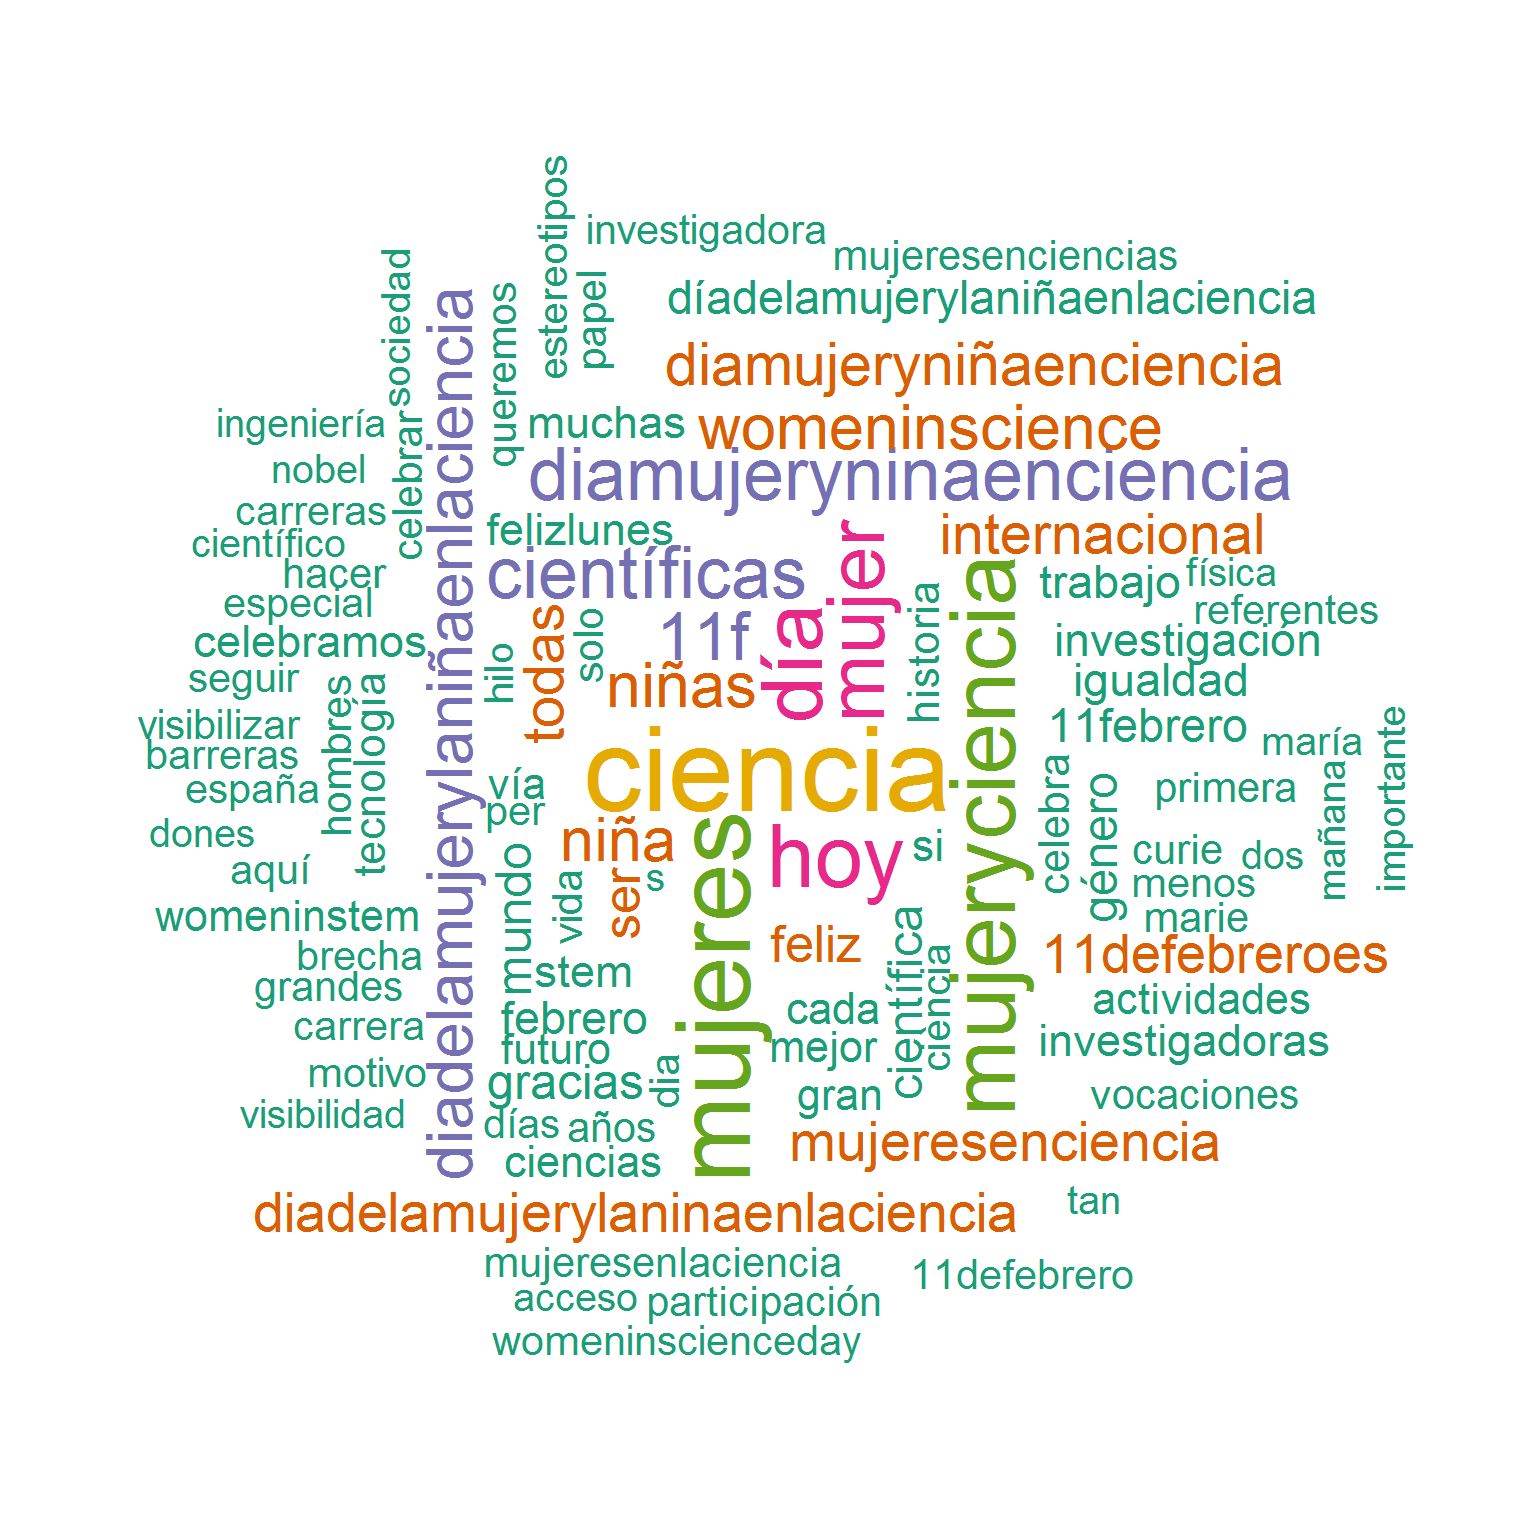 estereotipos
investigadora
mujeresenciencias
sociedad
papel
díadelamujerylaniñaenlaciencia
diadelamujerylaniñaenlaciencia
queremos
diamujeryniñaenciencia
ingeniería
celebrar
muchas
womeninscience
nobel
diamujeryninaenciencia
carreras
felizlunes
mujer
internacional
científico
hacer
científicas
mujeryciencia
trabajo
física
especial
todas
solo
11f
día
historia
referentes
celebramos
hilo
investigación
seguir
hombres
tecnología
niñas
igualdad
visibilizar
11febrero
maría
importante
barreras
ciencia
españa
vía
celebra
género
primera
mañana
per
dones
niña
mujeres
hoy
si
curie
dos
aquí
mundo
vida
ser
s
menos
womeninstem
feliz
científica
marie
brecha
stem
ciencia
11defebreroes
grandes
cada
actividades
carrera
febrero
mejor
investigadoras
futuro
motivo
gracias
dia
gran
vocaciones
visibilidad
días
años
mujeresenciencia
ciencias
diadelamujerylaninaenlaciencia
tan
mujeresenlaciencia
11defebrero
acceso
participación
womeninscienceday